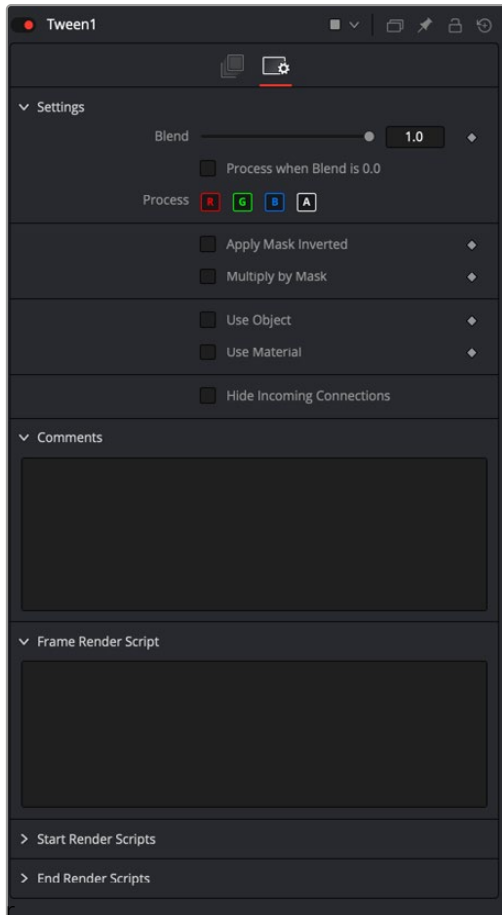 Tween1
Settings
Blend 1.0
Process when Blend is 0.0
Process R G B A
Apply Mask Inverted
Multiply by Mask
Use Object
Use Material
Hide Incoming Connections
Comments
Frame Render Script
Start Render Scripts
End Render Scripts